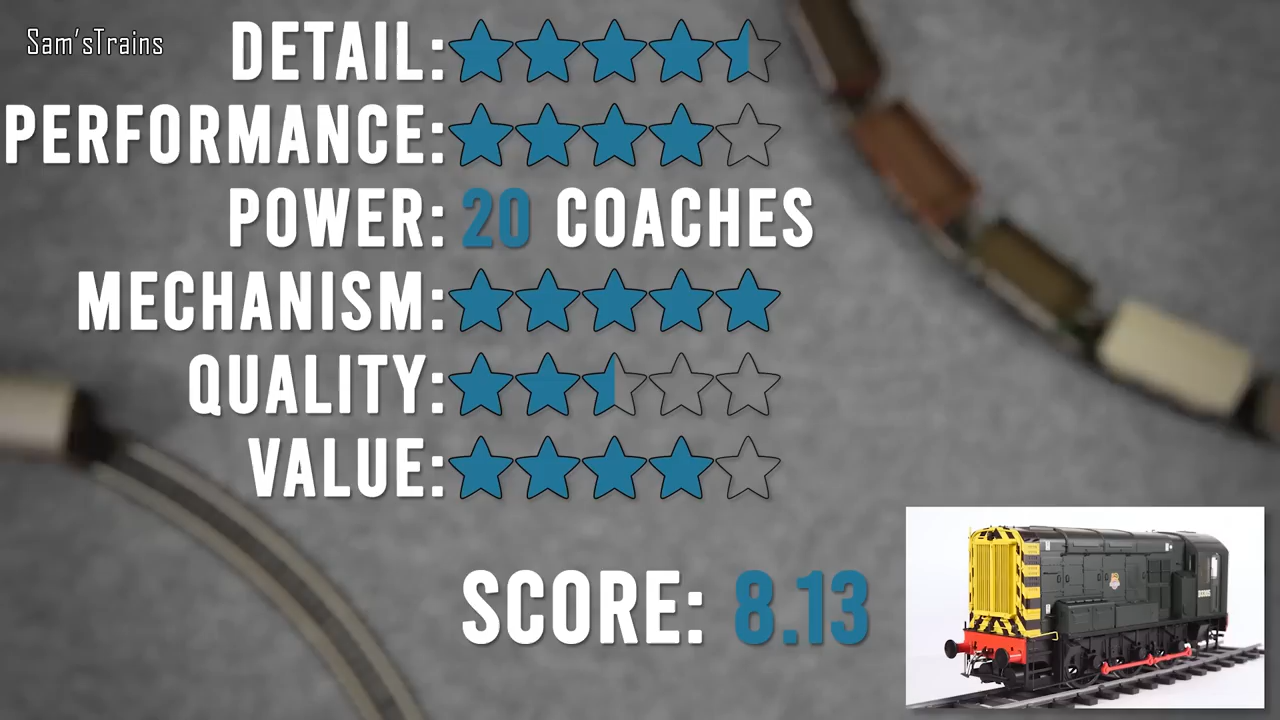 Sam'sTrains
DETAIL:
PERFORMANCE:
POWER: 20 COACHES
MECHANISM:
QUALITY:
VALUE:
SCORE: 8.13